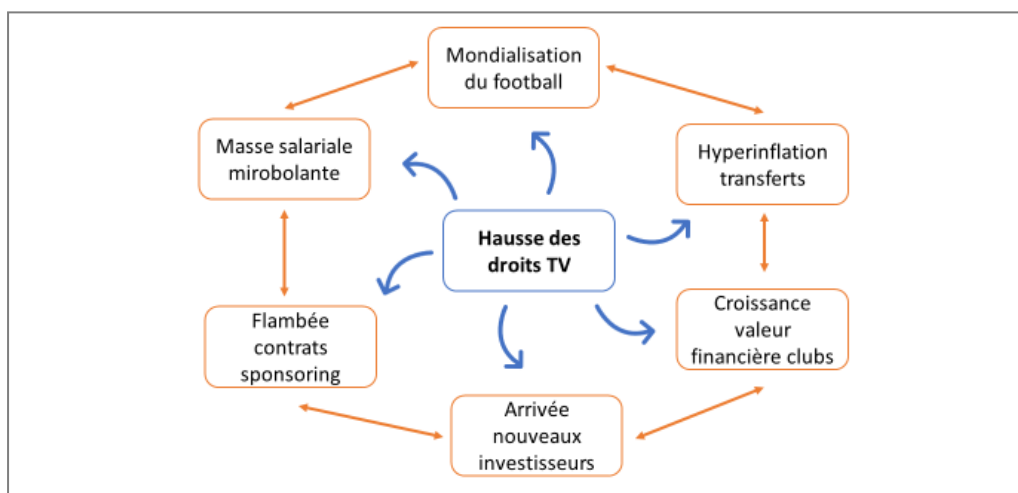 Mondialisation
du football
Masse salariale
mirobolante
Hyperinflation
transferts
Hausse des
droits TV
Flambée
contrats
sponsoring
Croissance
valeur
financière clubs
Arrivée
nouveaux
investisseurs